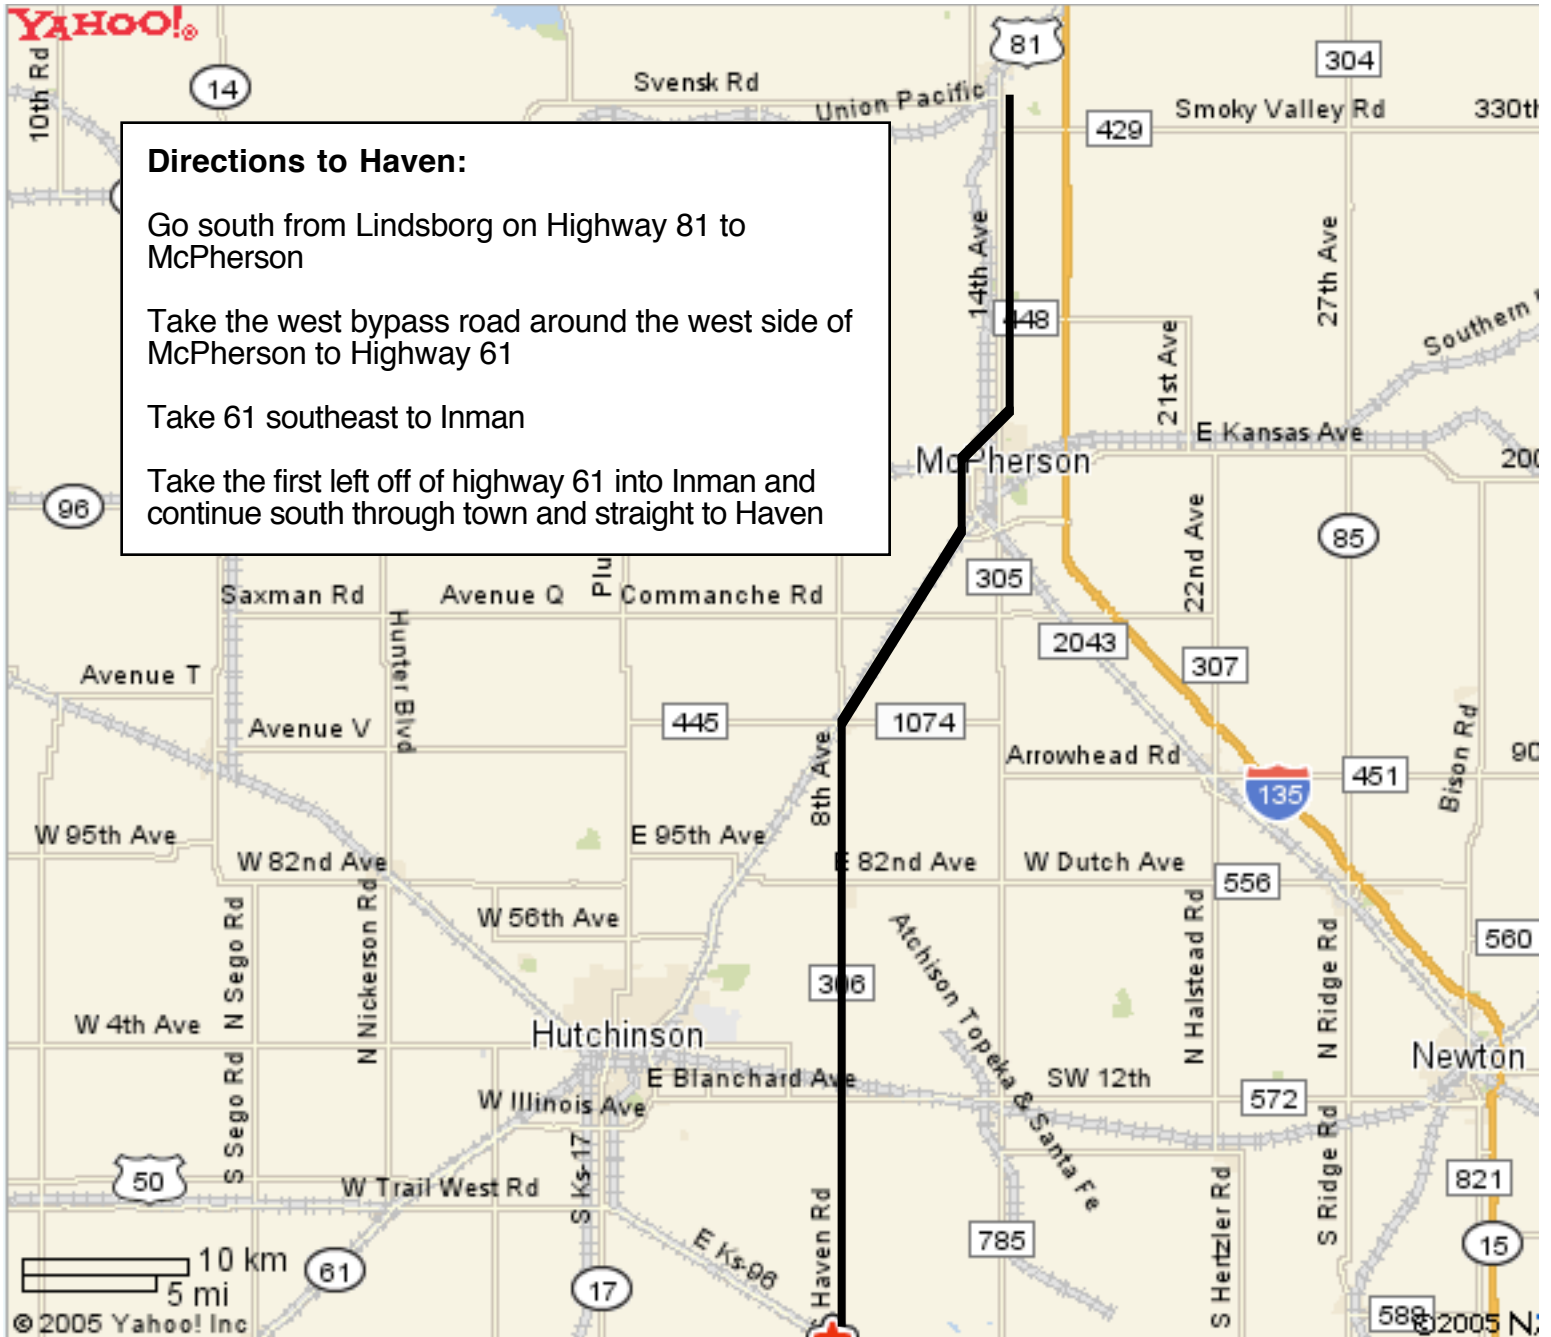 YAHOO!®
81
304
10th Rd
14
Svensk Rd
Union Pacific
Smoky Valley Rd
330th
429
Directions to Haven:
Go south from Lindsborg on Highway 81 to
McPherson
Take the west bypass road around the west side of
McPherson to Highway 61
Take 61 southeast to Inman
Take the first left off of highway 61 into Inman and
continue south through town and straight to Haven
14th Ave
27th Ave
448
Southern
21st Ave
E Kansas Ave
McPherson
200
96
22nd Ave
85
305
Plu
Saxman Rd
Avenue Q
Commanche Rd
Hunter Blvd
2043
307
Avenue T
445
1074
Avenue V
Bison Rd
8th Ave
Arrowhead Rd
451
90
135
W 95th Ave
E 95th Ave
W 82nd Ave
E 82nd Ave
W Dutch Ave
556
N Sego Rd
N Nickerson Rd
W 56th Ave
Atchison Topeka & Santa Fe
N Halstead Rd
N Ridge Rd
560
306
W 4th Ave
Hutchinson
Newton
E Blanchard Ave
SW 12th
572
W Illinois Ave
S Sego Rd
S Ks-17
S Ridge Rd
50
W Trail West Rd
821
S Haven Rd
S Hertzler Rd
785
15
E Ks-96
10 km
61
17
5 mi
588
© 2005 Yahoo! Inc
©2005 N